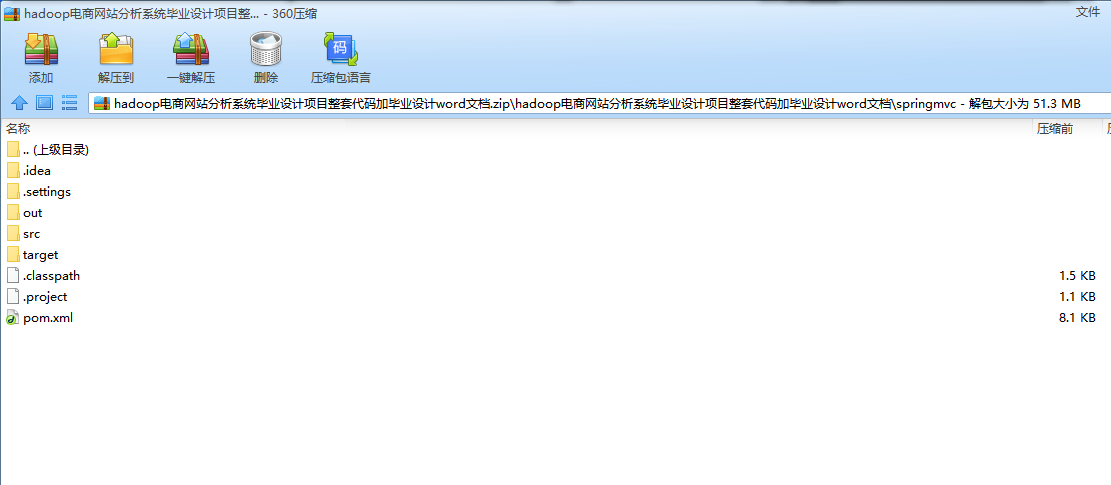 hadoop电商网站分析系统毕业设计项目整... - 360压缩 文件
添加 解压到 一键解压 删除 码 压缩包语言
hadoop电商网站分析系统毕业设计项目整套代码加毕业设计word文档.zip\hadoop电商网站分析系统毕业设计项目整套代码加毕业设计word文档\springmvc - 解包大小为 51.3 MB
名称 压缩前
.. (上级目录)
.idea
.settings
out
src
target
.classpath 1.5 KB
.project 1.1 KB
pom.xml 8.1 KB